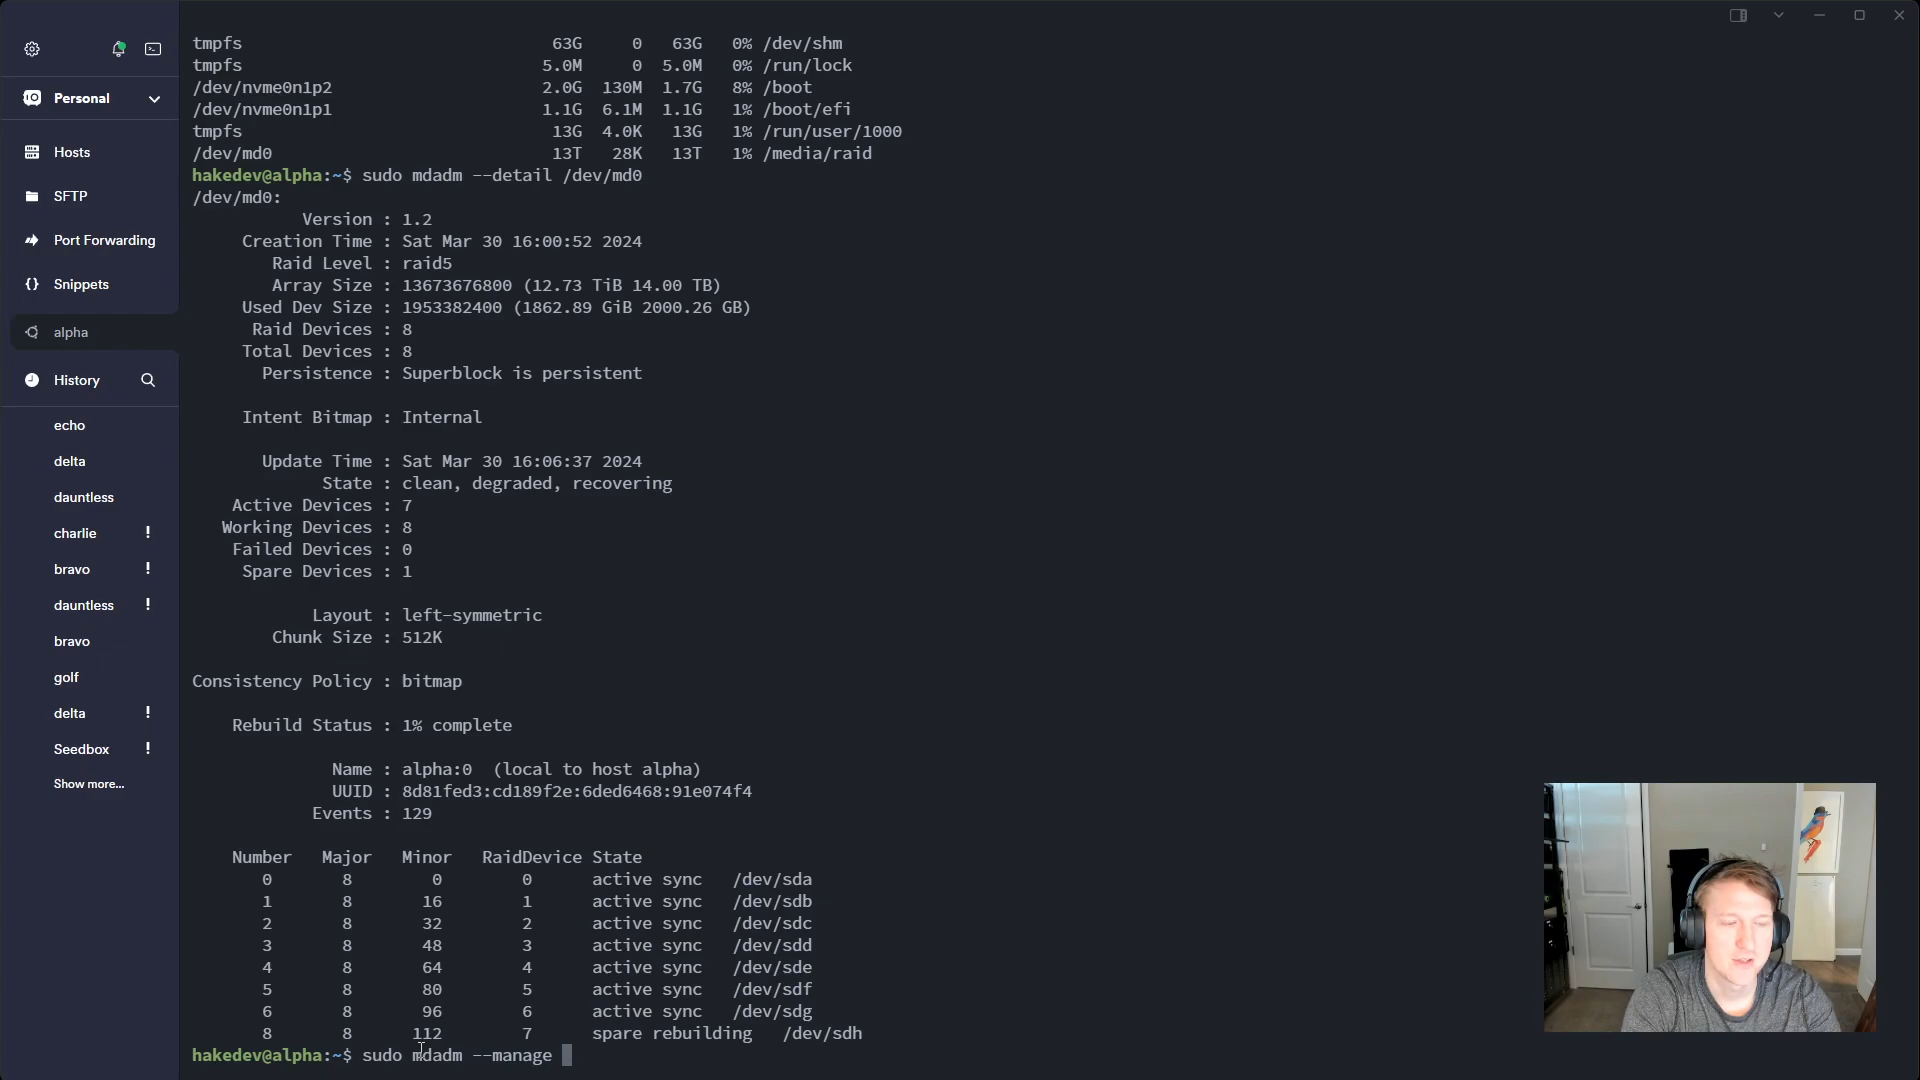 Personal
Hosts
SFTP
Port Forwarding
Snippets
alpha
History
echo
delta
dauntless
charlie !
bravo !
dauntless !
bravo
golf
delta !
Seedbox !
Show more...
tmpfs 63G 0 63G 0% /dev/shm
tmpfs 5.0M 0 5.0M 0% /run/lock
/dev/nvme0n1p2 2.0G 130M 1.7G 8% /boot
/dev/nvme0n1p1 1.1G 6.1M 1.1G 1% /boot/efi
tmpfs 13G 4.0K 13G 1% /run/user/1000
/dev/md0 13T 28K 13T 1% /media/raid
hakedev@alpha:~$ sudo mdadm --detail /dev/md0
/dev/md0:
Version : 1.2
Creation Time : Sat Mar 30 16:00:52 2024
Raid Level : raid5
Array Size : 13673676800 (12.73 TiB 14.00 TB)
Used Dev Size : 1953382400 (1862.89 GiB 2000.26 GB)
Raid Devices : 8
Total Devices : 8
Persistence : Superblock is persistent
Intent Bitmap : Internal
Update Time : Sat Mar 30 16:06:37 2024
State : clean, degraded, recovering
Active Devices : 7
Working Devices : 8
Failed Devices : 0
Spare Devices : 1
Layout : left-symmetric
Chunk Size : 512K
Consistency Policy : bitmap
Rebuild Status : 1% complete
Name : alpha:0 (local to host alpha)
UUID : 8d81fed3:cd189f2e:6ded6468:91e074f4
Events : 129
Number Major Minor RaidDevice State
0 8 0 0 active sync /dev/sda
1 8 16 1 active sync /dev/sdb
2 8 32 2 active sync /dev/sdc
3 8 48 3 active sync /dev/sdd
4 8 64 4 active sync /dev/sde
5 8 80 5 active sync /dev/sdf
6 8 96 6 active sync /dev/sdg
8 8 112 7 spare rebuilding /dev/sdh
hakedev@alpha:~$ sudo mdadm --manage